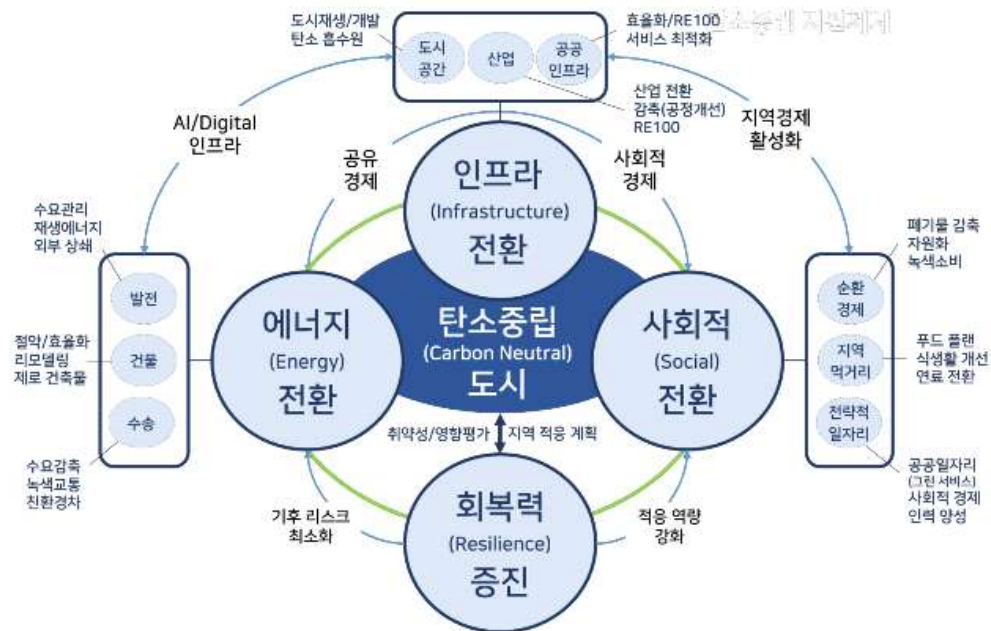 도시재생/개발
탄소 흡수원
효율화/RE100
서비스 최적화
도시
공간
산업
공공
인프라
산업 전환
감축(공정개선)
RE100
AI/Digital
인프라
지역경제
활성화
공유
경제
사회적
경제
인프라
(Infrastructure)
전환
수요관리
재생에너지
외부 상쇄
발전
절약/효율화
리모델링
제로 건축물
건물
수송
수요감축
녹색교통
친환경차
에너지
(Energy)
전환
탄소중립
(Carbon Neutral)
도시
사회적
(Social)
전환
폐기물 감축
자원화
녹색소비
순환
경제
지역
먹거리
푸드 플랜
식생활 개선
연료 전환
전략적
일자리
공공일자리
(그린 서비스)
사회적 경제
인력 양성
취약성/영향평가
지역 적응 계획
기후 리스크
최소화
적응 역량
강화
회복력
(Resilience)
증진